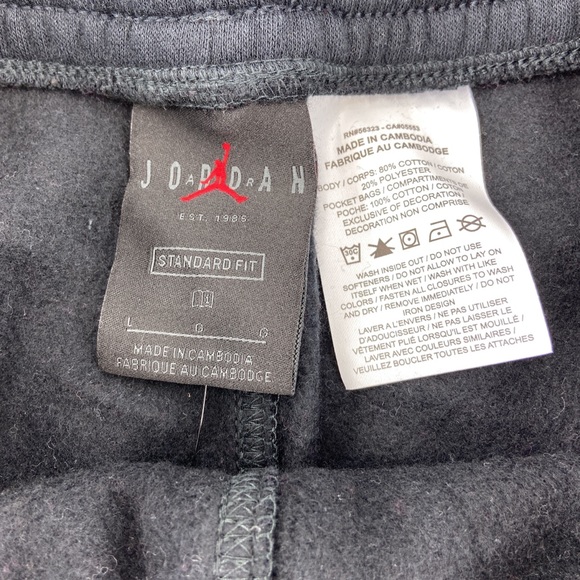 JORDAN
AIR
EST. 1985
STANDARD FIT
L G G
MADE IN CAMBODIA
FABRIQUE AU CAMBODGE
RN#56323 - CA#05553
MADE IN CAMBODIA
FABRIQUE AU CAMBODGE
BODY / CORPS: 80% COTTON / COTON
20% POLYESTER
POCKET BAGS / COMPARTIMENT DE
POCHE: 100% COTTON / COTON
EXCLUSIVE OF DECORATION /
DECORATION NON COMPRISE
30C
WASH INSIDE OUT / DO NOT USE
SOFTENERS / DO NOT ALLOW TO LAY ON
ITSELF WHEN WET / WASH WITH LIKE
COLORS / FASTEN ALL CLOSURES TO WASH
AND DRY / REMOVE IMMEDIATELY / DO NOT
IRON DESIGN
LAVER A L'ENVERS / NE PAS UTILISER
D'ADOUCISSEUR / NE PAS LAISSER LE
VÊTEMENT PLIÉ LORSQU'IL EST MOUILLÉ /
LAVER AVEC COULEURS SIMILAIRES /
VEUILLEZ BOUCLER TOUTES LES ATTACHES